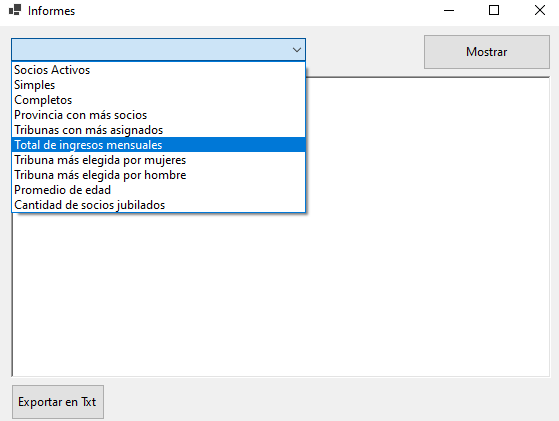 Informes
Mostrar
Socios Activos
Simples
Completos
Provincia con más socios
Tribunas con más asignados
Total de ingresos mensuales
Tribuna más elegida por mujeres
Tribuna más elegida por hombre
Promedio de edad
Cantidad de socios jubilados
Exportar en Txt